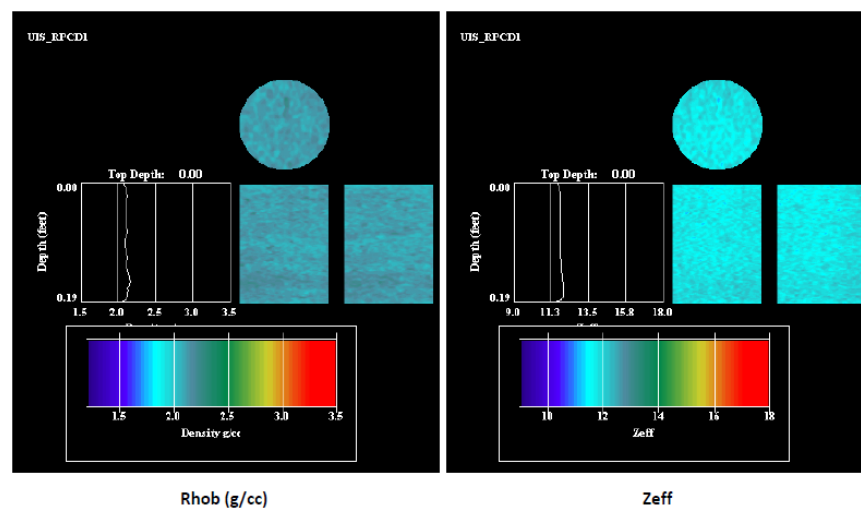 UIS_RPCD1
Top Depth: 0.00
0.00
Depth (feet)
0.19
1.5 2.0 2.5 3.0 3.5
1.5 2.0 2.5 3.0 3.5
Density g/cc
Rhob (g/cc)
UIS_RPCD1
Top Depth: 0.00
0.00
Depth (feet)
0.19
9.0 11.3 13.5 15.8 18.0
Zeff
10 12 14 16 18
Zeff
Zeff